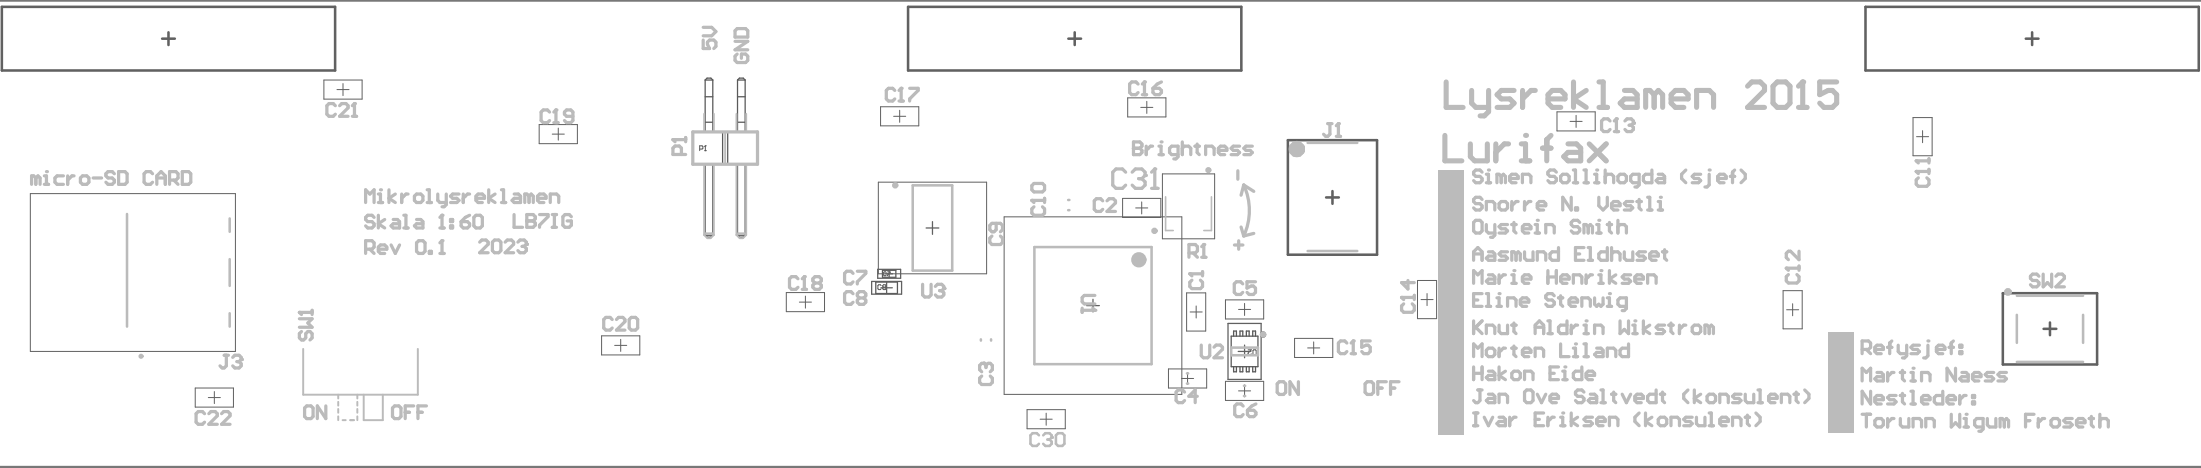 5V
GND
C21
C19
P1
P1
C17
C16
Lysreklamen 2015
Lurifax
C13
C11
J1
Brightness
C31
-
+
R1
micro-SD CARD
J3
Mikrolysreklamen
Skala 1:60 LB7IG
Rev 0.1 2023
SW1
ON
OFF
C22
C20
C18
C7
C8
U3
C9
C10
C2
C3
U1
C1
C5
U2
C4
C6
C30
C15
ON
OFF
C14
Simen Sollihogda (sjef)
Snorre N. Vestli
Oystein Smith
Aasmund Eldhuset
Marie Henriksen
Eline Stenwig
Knut Aldrin Wikstrom
Morten Liland
Hakon Eide
Jan Ove Saltvedt (konsulent)
Ivar Eriksen (konsulent)
C12
SW2
Refysjef:
Martin Naess
Nestleder:
Torunn Wigum Froseth